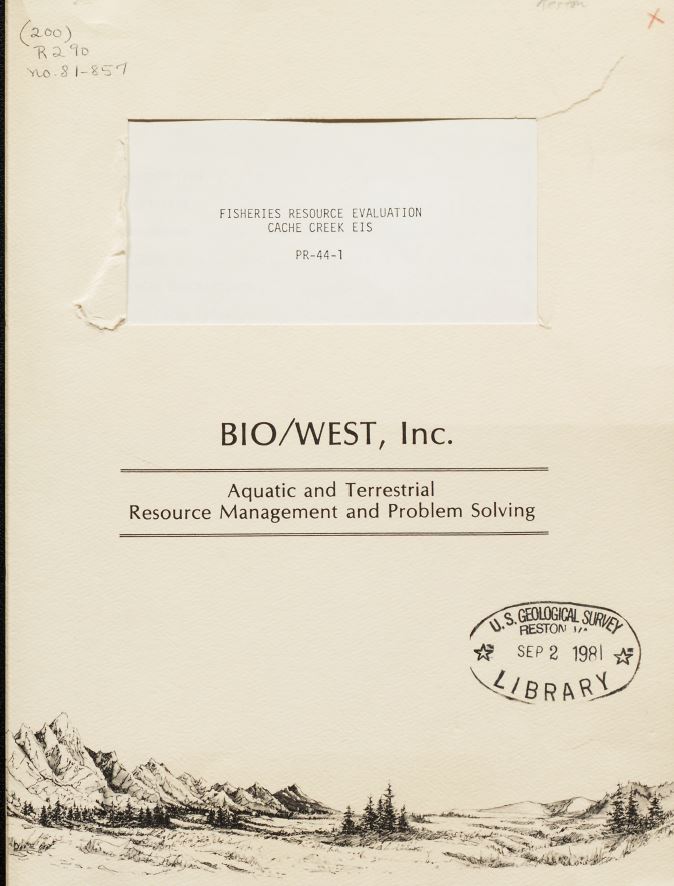 Reston
(200)
R290
no. 81-857
FISHERIES RESOURCE EVALUATION
CACHE CREEK EIS
PR-44-1
BIO/WEST, Inc.
Aquatic and Terrestrial
Resource Management and Problem Solving
U.S. GEOLOGICAL SURVEY
RESTON
SEP 2 1981
LIBRARY